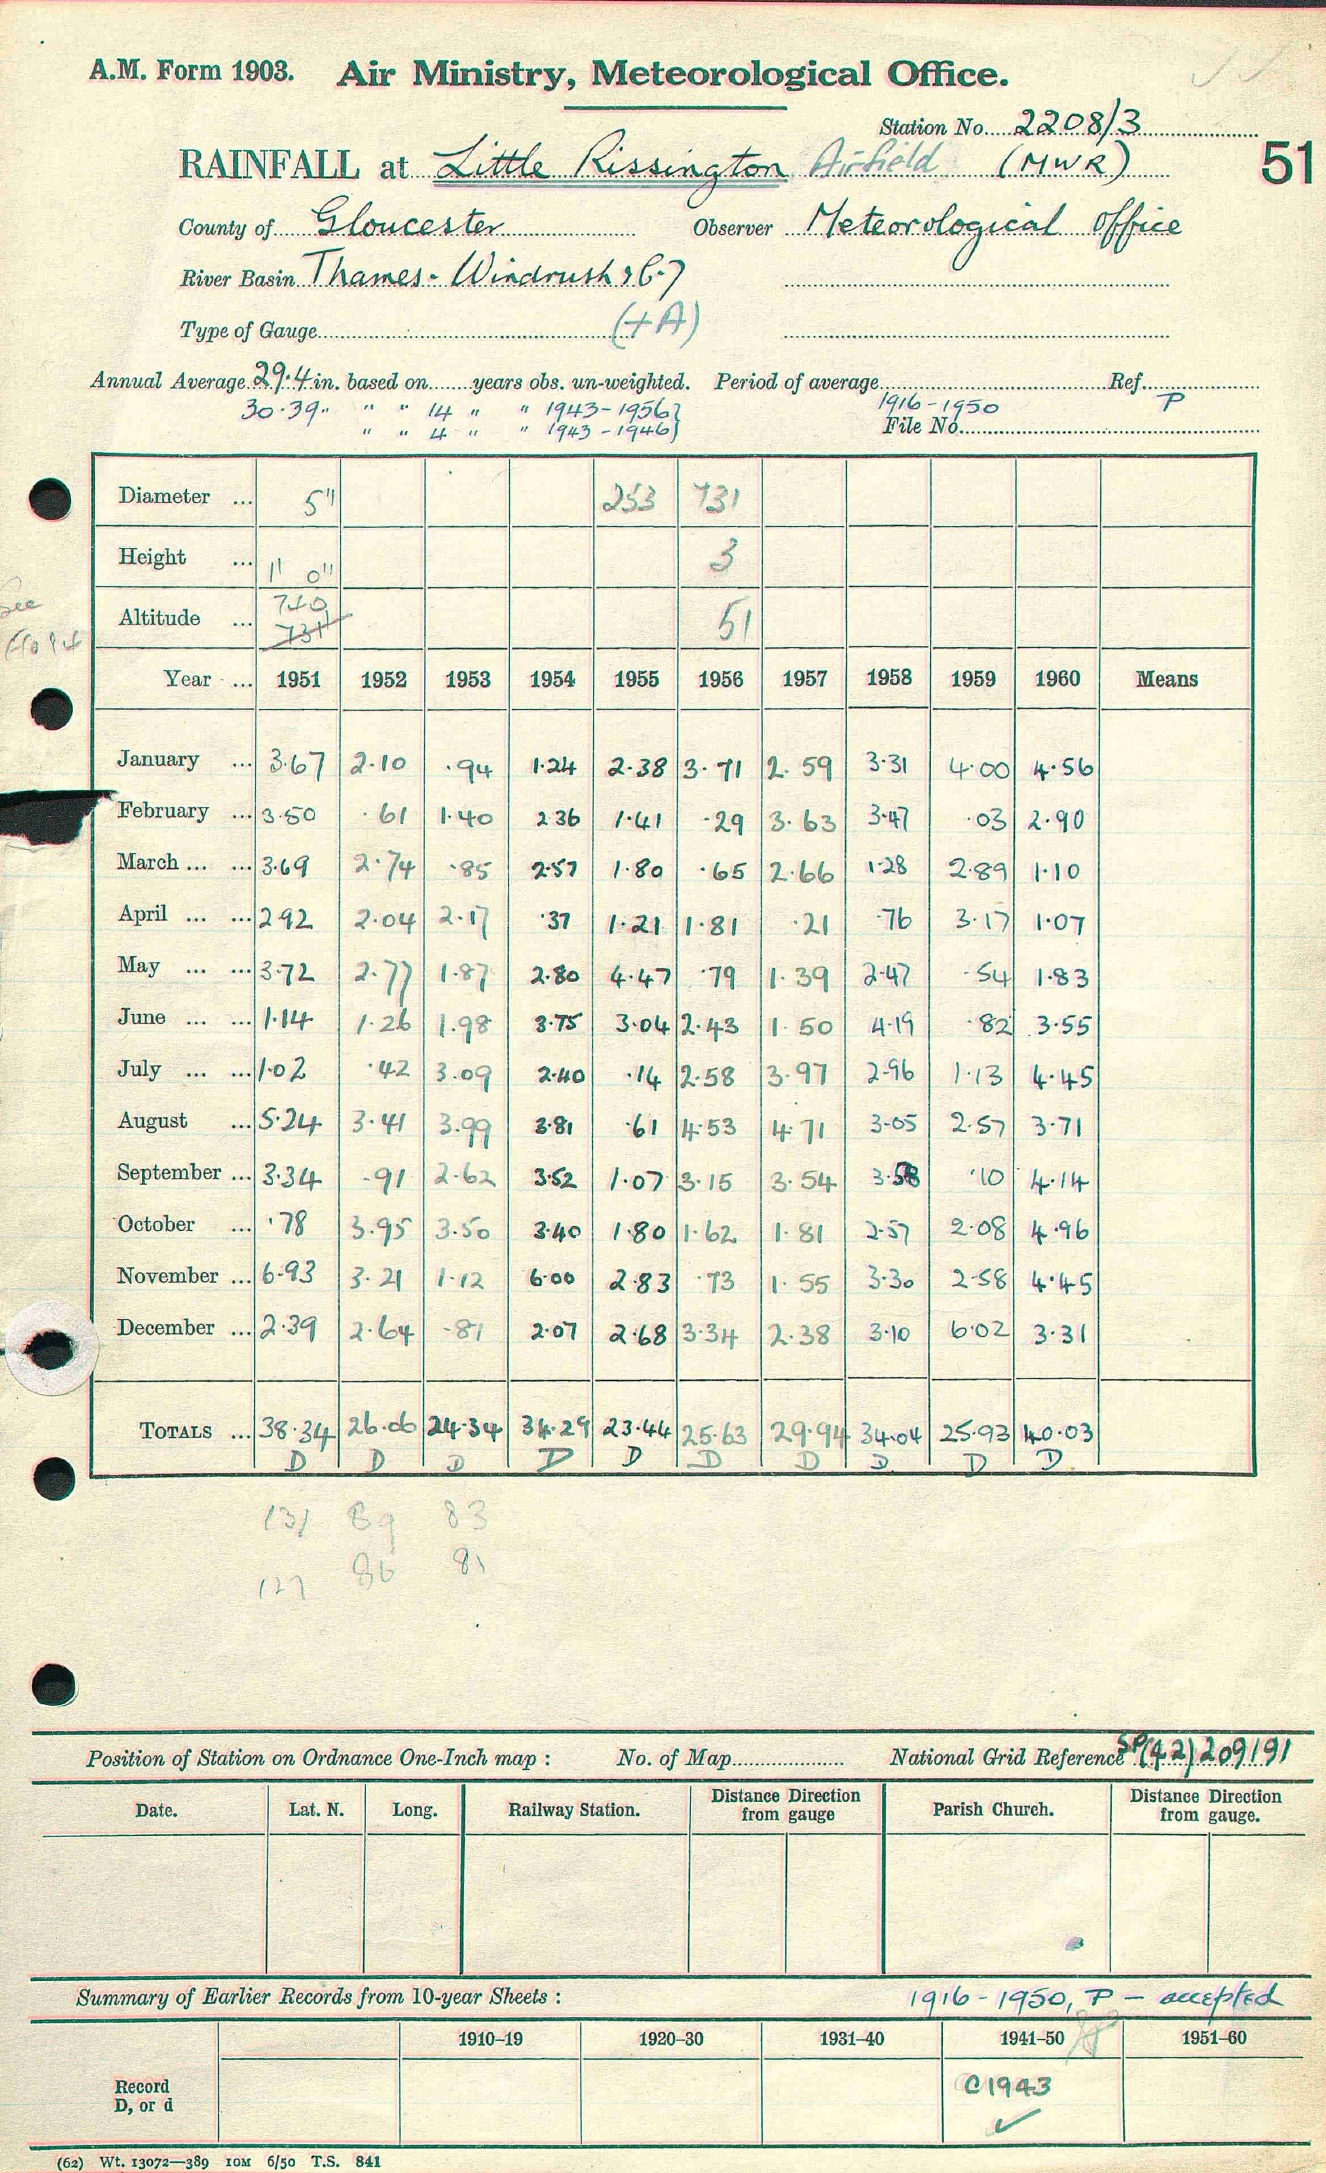 A.M. Form 1903. Air Ministry, Meteorological Office.
Station No. 2208/3
RAINFALL at Little Rissington Airfield (MWR) 51
County of Gloucester Observer Meteorological Office
River Basin Thames - Windrush
Type of Gauge (+A)
Annual Average 29.4 in. based on years obs. un-weighted. Period of average 1916-1950 Ref. P
30.39 " " " 14 " " 1943-1956}
" " 4 " " 1943-1946} File No.
Diameter ... 5" 253 731
Height ... 1' 0" 3
Altitude ... 740 731 51
See
Year ... 1951 1952 1953 1954 1955 1956 1957 1958 1959 1960 Means
January ... 3.67 2.10 .94 1.24 2.38 3.71 2.59 3.31 4.00 4.56
February ... 3.50 .61 1.40 2.36 1.41 .29 3.63 3.47 .03 2.90
March ... ... 3.69 2.74 .85 2.57 1.80 .65 2.66 1.28 2.89 1.10
April ... ... 2.92 2.04 2.17 .37 1.21 1.81 .21 .76 3.17 1.07
May ... ... 3.72 2.77 1.87 2.80 4.47 .79 1.39 2.47 .54 1.83
June ... ... 1.14 1.26 1.98 3.75 3.04 2.43 1.50 4.19 .82 3.55
July ... ... 1.02 .42 3.09 2.40 .14 2.58 3.97 2.96 1.13 4.45
August ... 5.24 3.41 3.99 3.81 .61 4.53 4.71 3.05 2.57 3.71
September ... 3.34 .91 2.62 3.52 1.07 3.15 3.54 3.58 .10 4.14
October ... .78 3.95 3.50 3.40 1.80 1.62 1.81 2.57 2.08 4.96
November ... 6.93 3.21 1.12 6.00 2.83 .73 1.55 3.30 2.58 4.45
December ... 2.39 2.64 .81 2.07 2.68 3.34 2.38 3.10 6.02 3.31
TOTALS ... 38.34 26.06 24.34 34.29 23.44 25.63 29.94 34.04 25.93 40.03
D D D D D D D D D D
131 89 83
127 86 81
Position of Station on Ordnance One-Inch map : No. of Map National Grid Reference SP(42)209191
Date. Lat. N. Long. Railway Station. Distance Direction from gauge Parish Church. Distance Direction from gauge.
Summary of Earlier Records from 10-year Sheets : 1916-1950, P - accepted
1910–19 1920–30 1931–40 1941–50 1951–60
Record
D, or d
C1943
(62) Wt. 13072—389 10M 6/50 T.S. 841